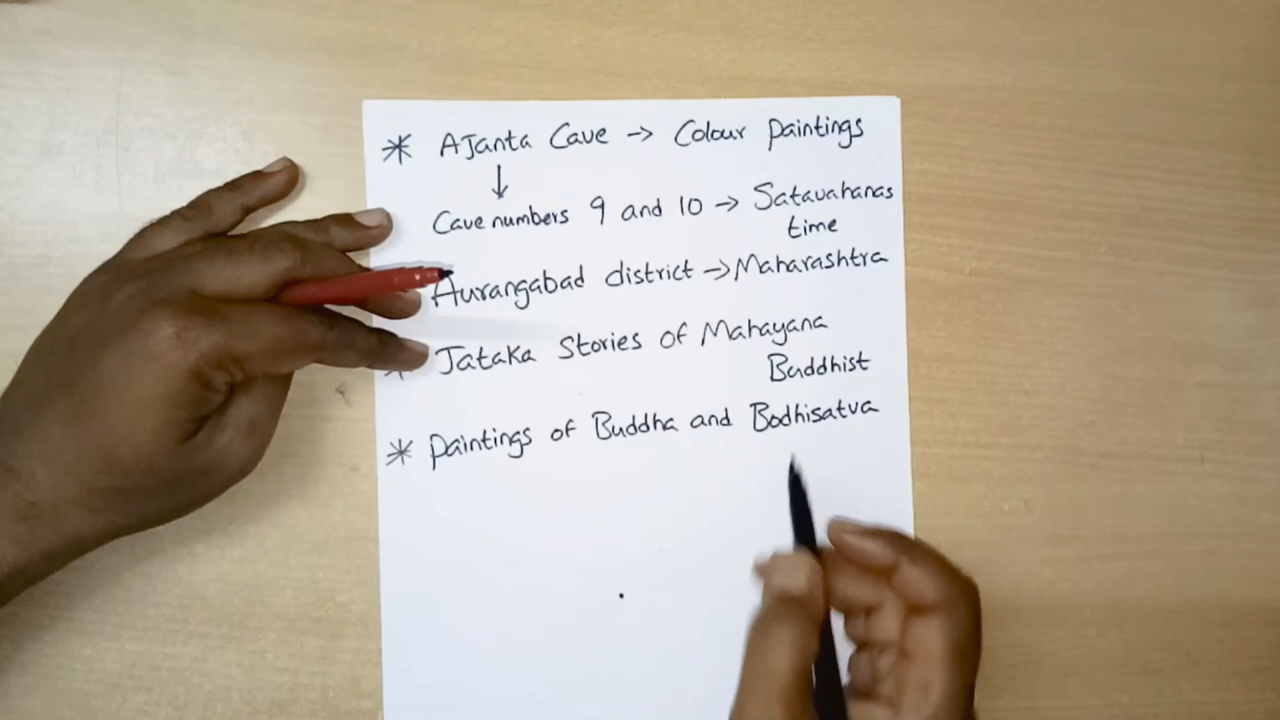 * Ajanta Cave → Colour Paintings
↓
Cave numbers 9 and 10 → Satavahanas
time
Aurangabad district → Maharashtra
* Jataka Stories of Mahayana
Buddhist
* Paintings of Buddha and Bodhisatva